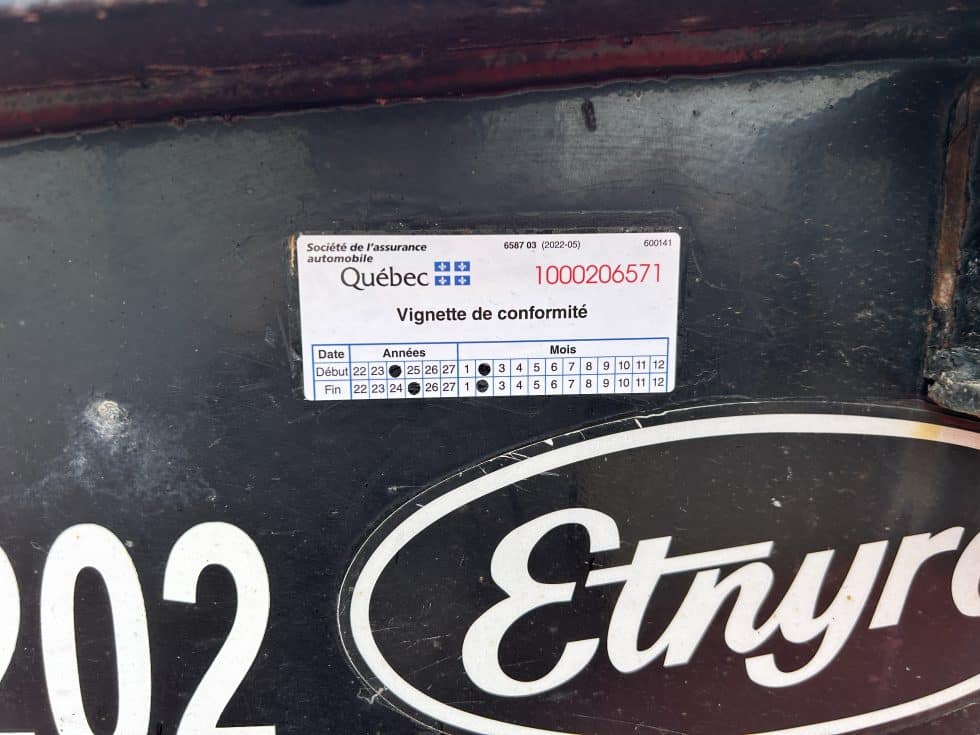 Société de l'assurance
automobile
Québec
6587 03 (2022-05)
600141
1000206571
Vignette de conformité
Date Années Mois
Début 22 23 25 26 27 1 3 4 5 6 7 8 9 10 11 12
Fin 22 23 24 26 27 1 3 4 5 6 7 8 9 10 11 12
202
Etnyre